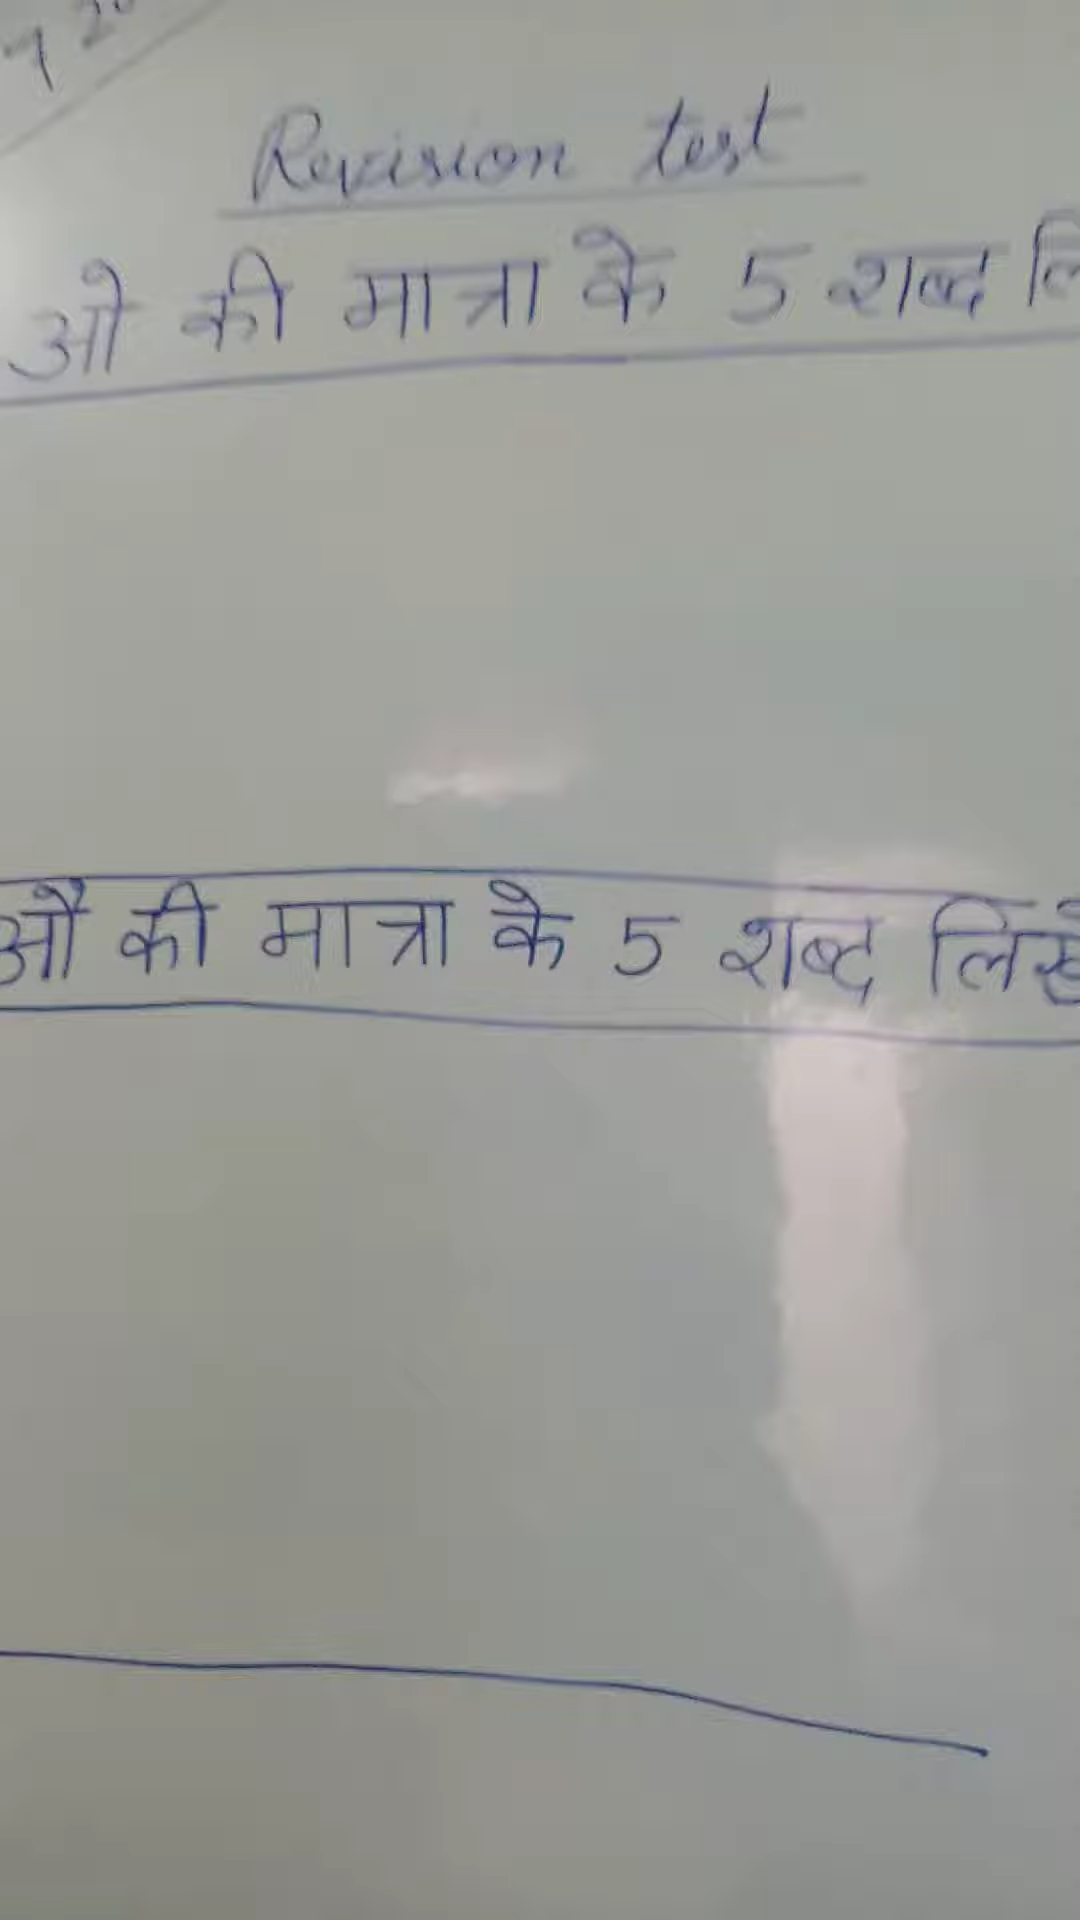 Revision test
ओ की मात्रा के 5 शब्द
औ की मात्रा के 5 शब्द लिखे